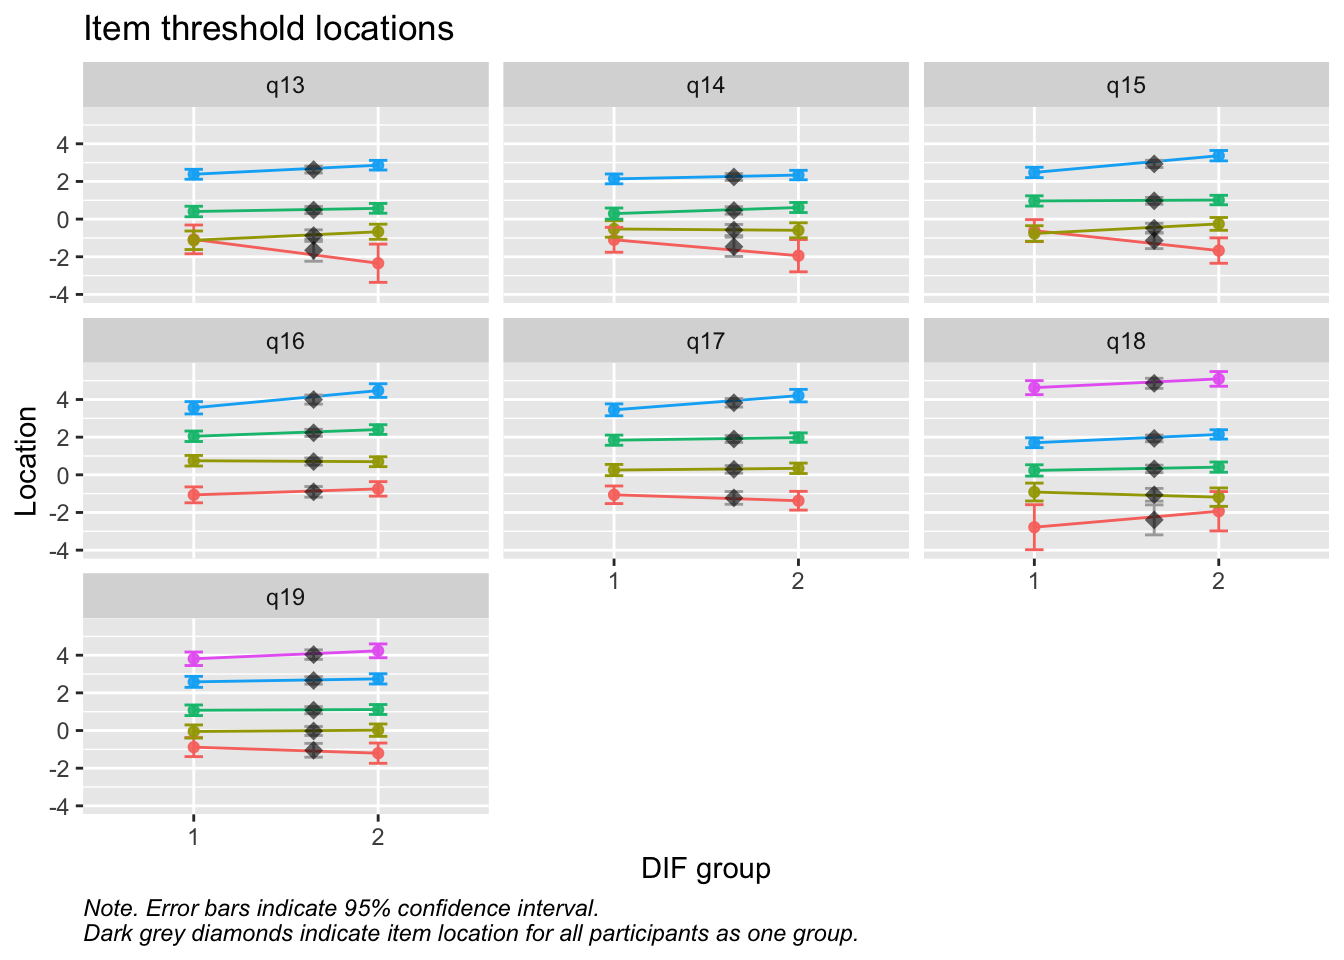 Item threshold locations
q13 q14 q15
4
2
0
-2
-4
q16 q17 q18
4
2
0
-2
-4
1 2 1 2
q19
4
2
0
-2
-4
1 2
Location
DIF group
Note. Error bars indicate 95% confidence interval.
Dark grey diamonds indicate item location for all participants as one group.